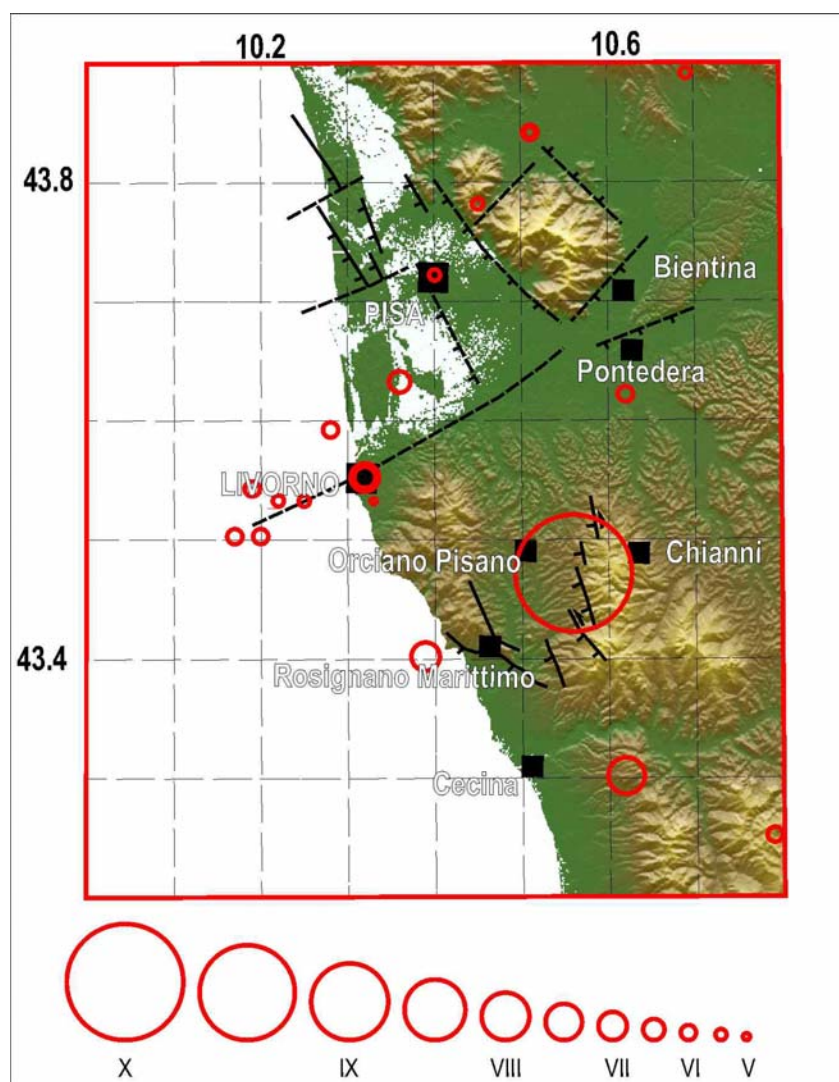 10.2 10.6
43.8
Bientina
PISA
Pontedera
LIVORNO
Orciano Pisano Chianni
43.4
Rosignano Marittimo
Cecina
X IX VIII VII VI V